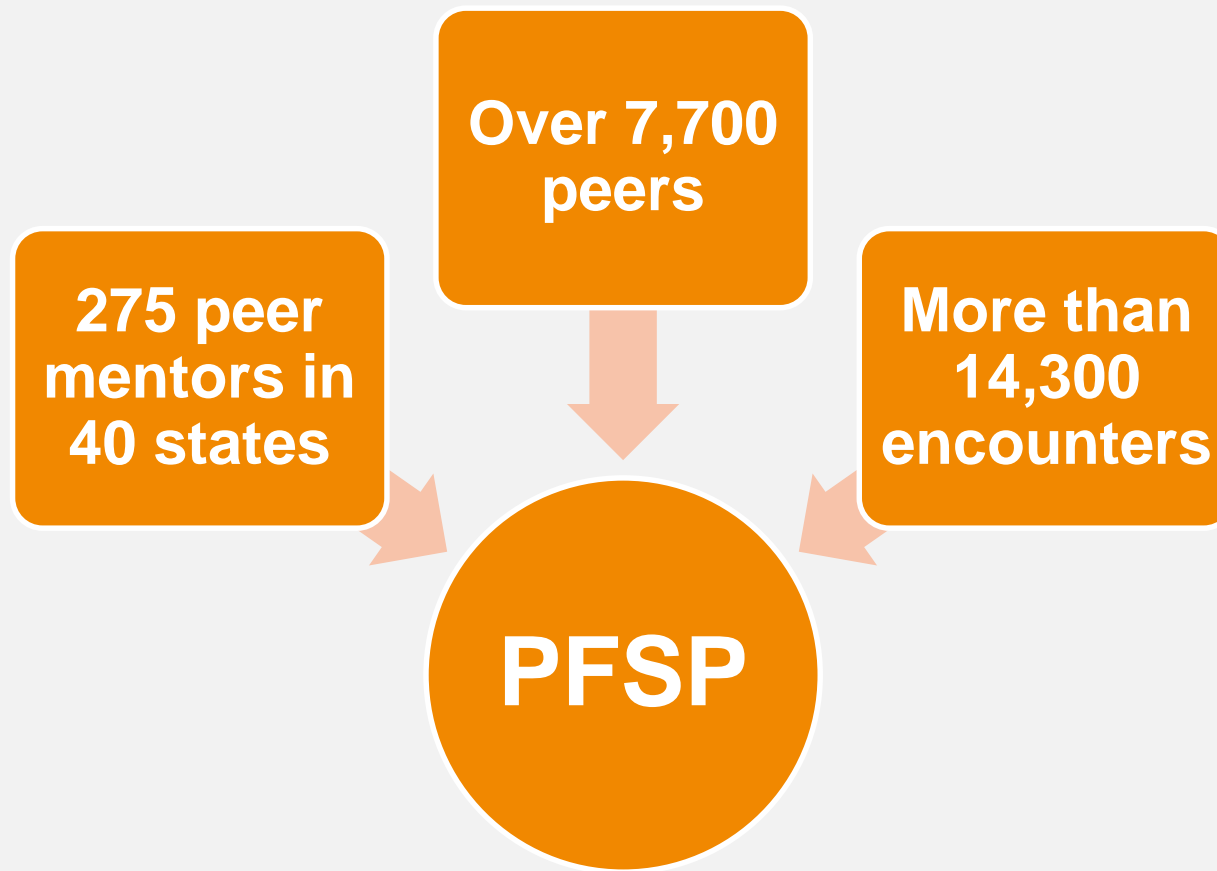 Over 7,700
peers
275 peer
mentors in
40 states
More than
14,300
encounters
PFSP